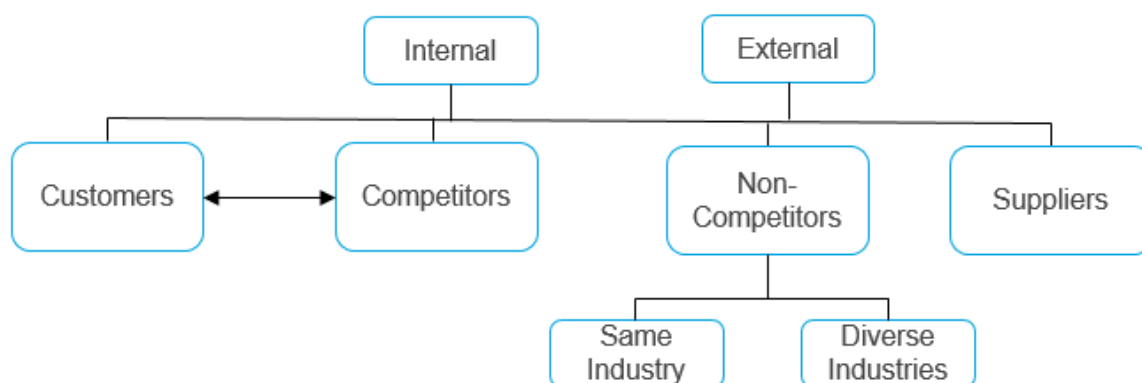 Internal
External
Customers
Competitors
Non-
Competitors
Suppliers
Same
Industry
Diverse
Industries